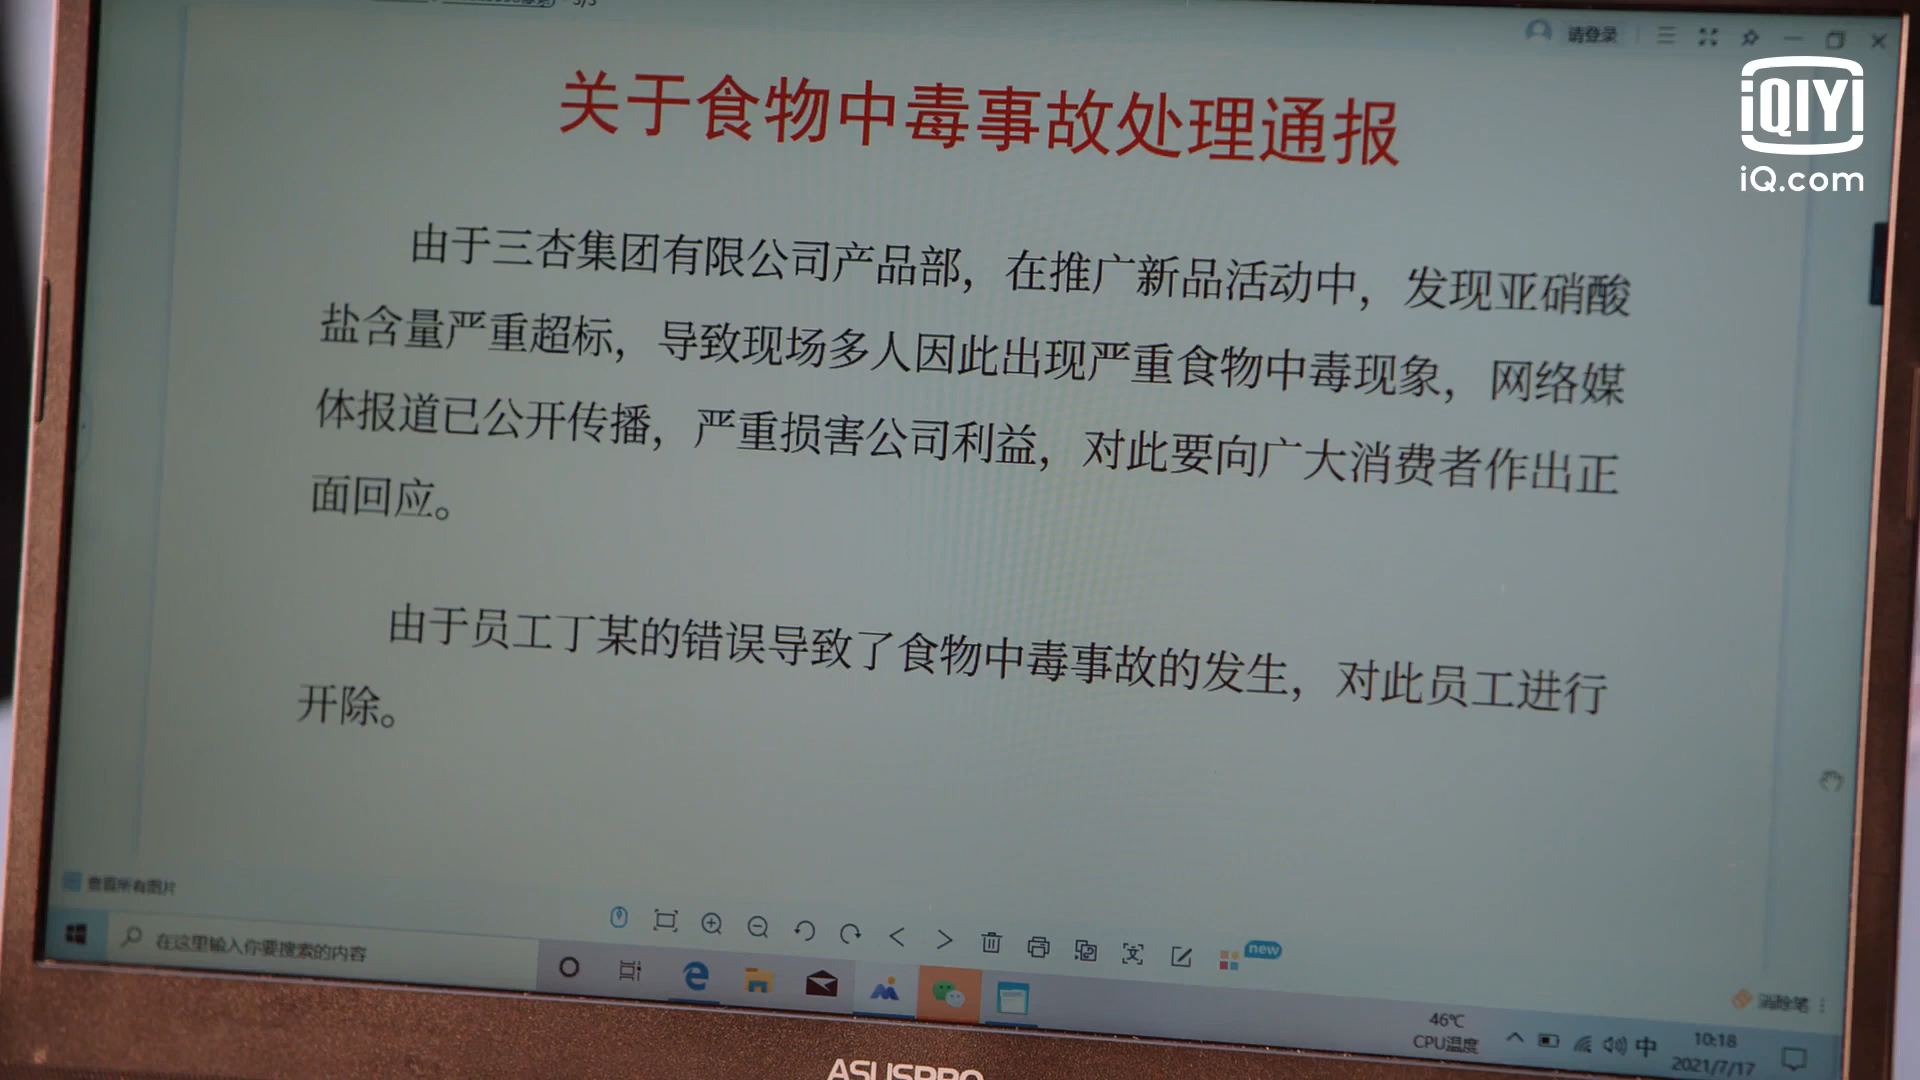 请登录
iQIYI
iQ.com
关于食物中毒事故处理通报
由于三杏集团有限公司产品部，在推广新品活动中，发现亚硝酸
盐含量严重超标，导致现场多人因此出现严重食物中毒现象，网络媒
体报道已公开传播，严重损害公司利益，对此要向广大消费者作出正
面回应。
由于员工丁某的错误导致了食物中毒事故的发生，对此员工进行
开除。
查看所有图片
new
消除笔
在这里输入你要搜索的内容
46℃
CPU温度
中
10:18
2021/7/17
ASUSPRO